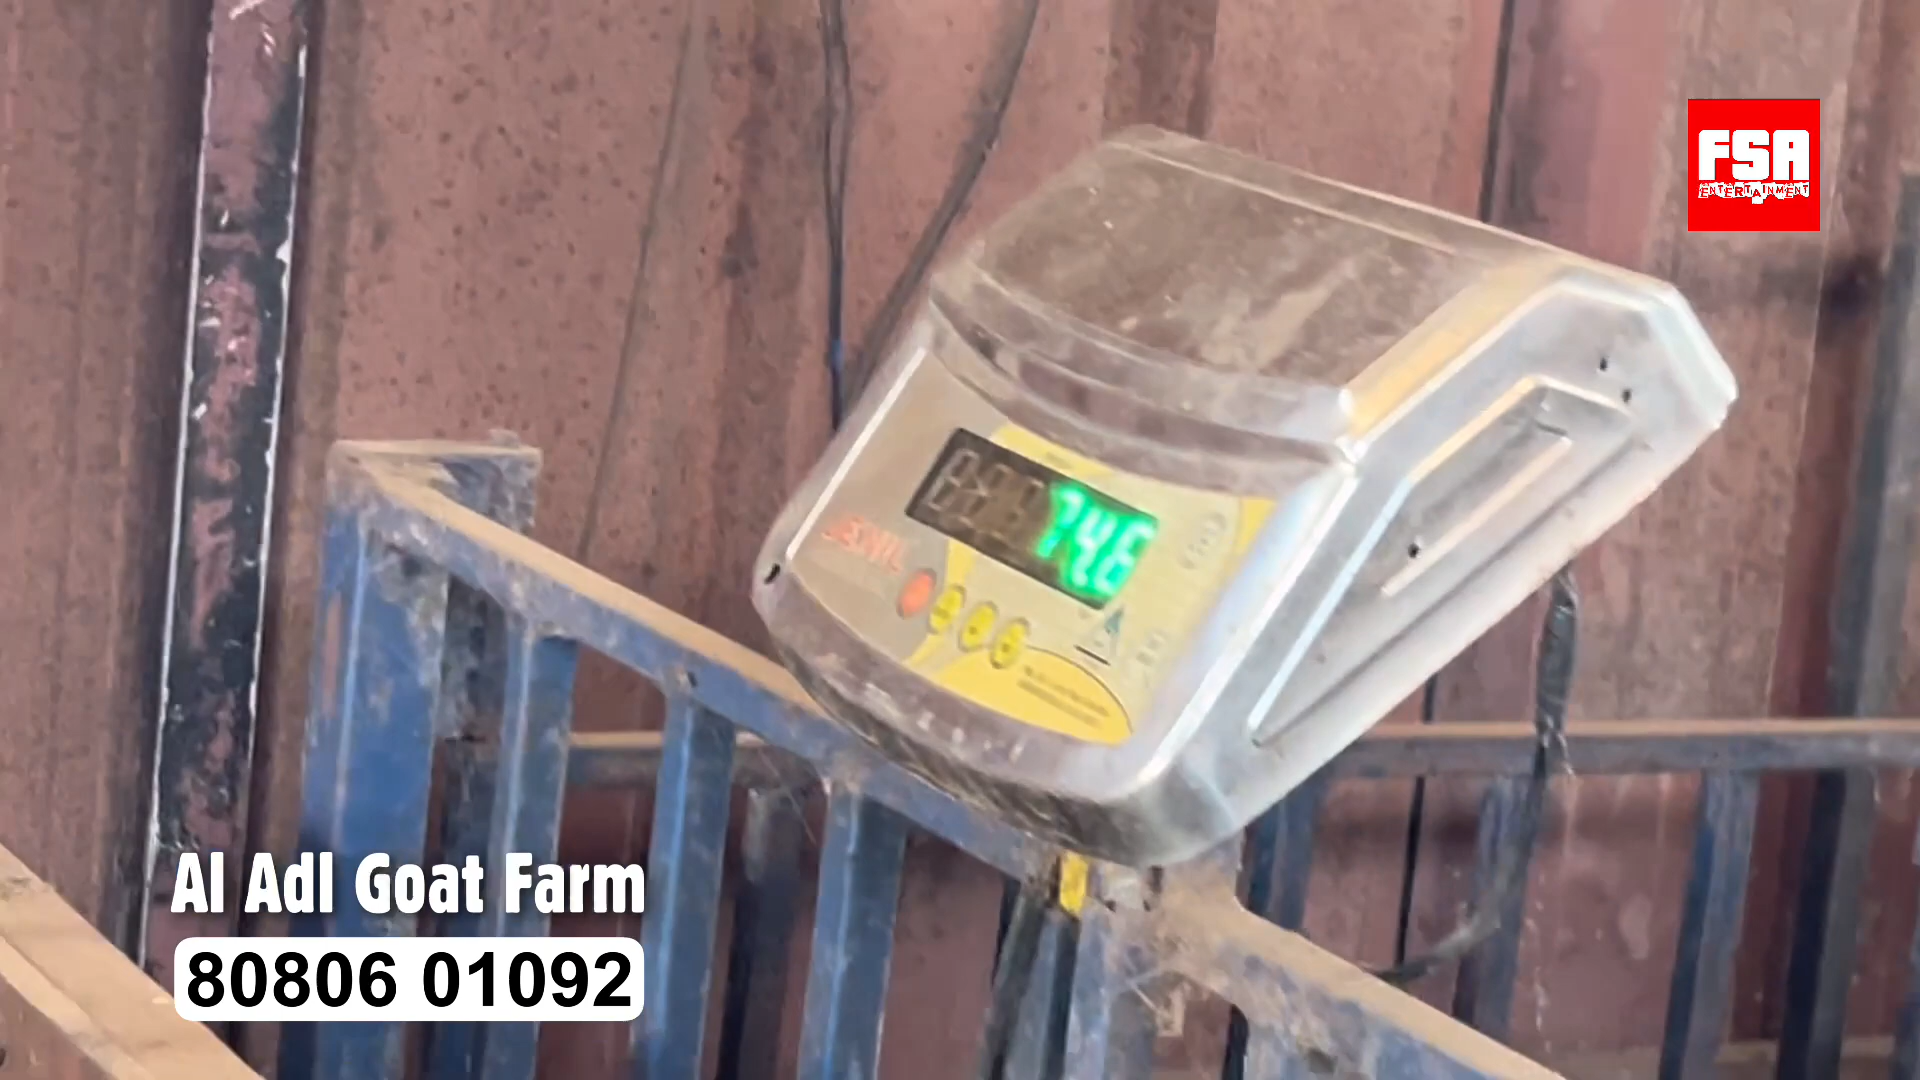 FSA
ENTERTAINMENT
74.6
Al Adl Goat Farm
80806 01092